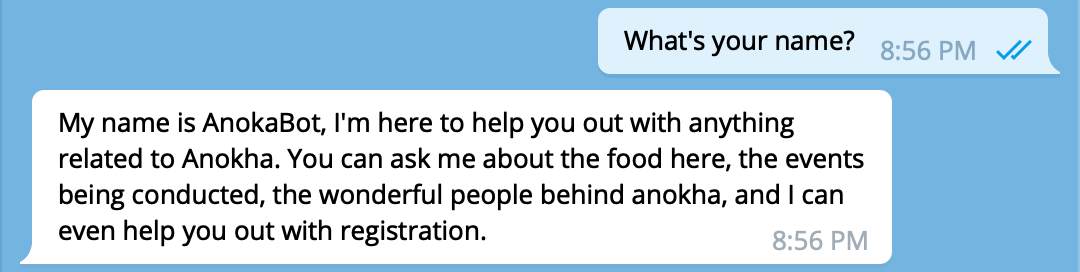 What's your name? 8:56 PM
My name is AnokaBot, I'm here to help you out with anything
related to Anokha. You can ask me about the food here, the events
being conducted, the wonderful people behind anokha, and I can
even help you out with registration.
8:56 PM